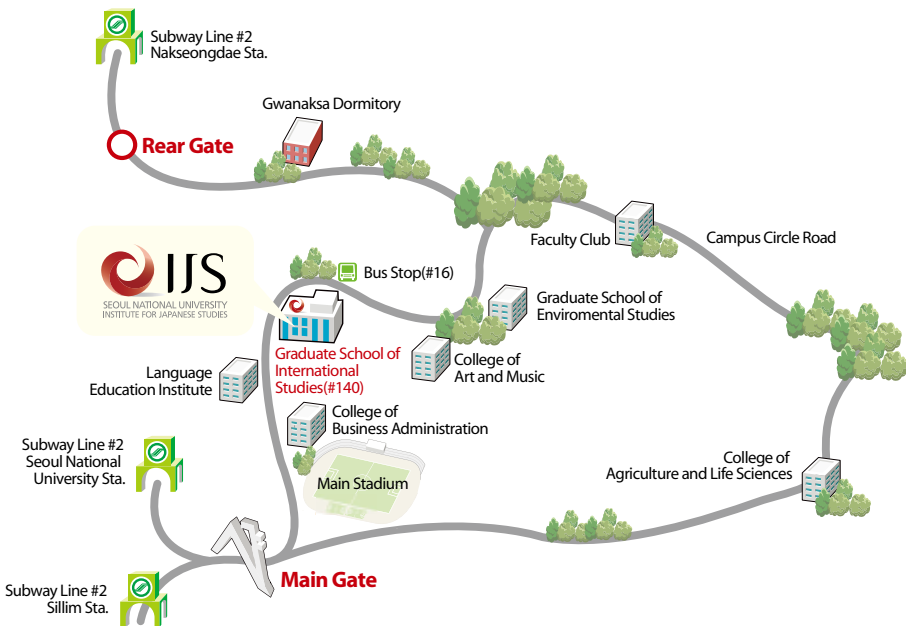 Subway Line #2
Nakseongdae Sta.
Gwanaksa Dormitory
Rear Gate
Faculty Club
Campus Circle Road
IJS
SEOUL NATIONAL UNIVERSITY
INSTITUTE FOR JAPANESE STUDIES
Bus Stop(#16)
Graduate School of
Enviromental Studies
Graduate School of
International
Studies(#140)
College of
Art and Music
Language
Education Institute
College of
Business Administration
Subway Line #2
Seoul National
University Sta.
Main Stadium
College of
Agriculture and Life Sciences
Main Gate
Subway Line #2
Sillim Sta.